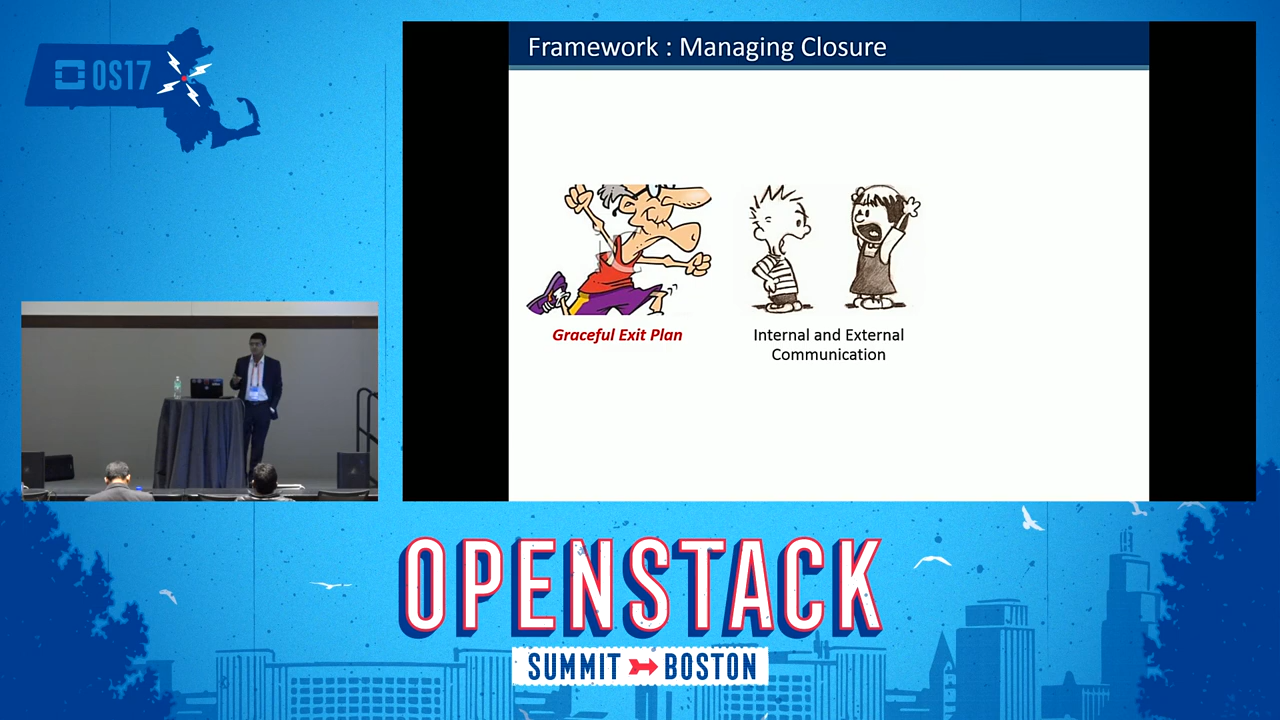 OS17
Framework : Managing Closure
Graceful Exit Plan
Internal and External
Communication
OPENSTACK
SUMMIT BOSTON